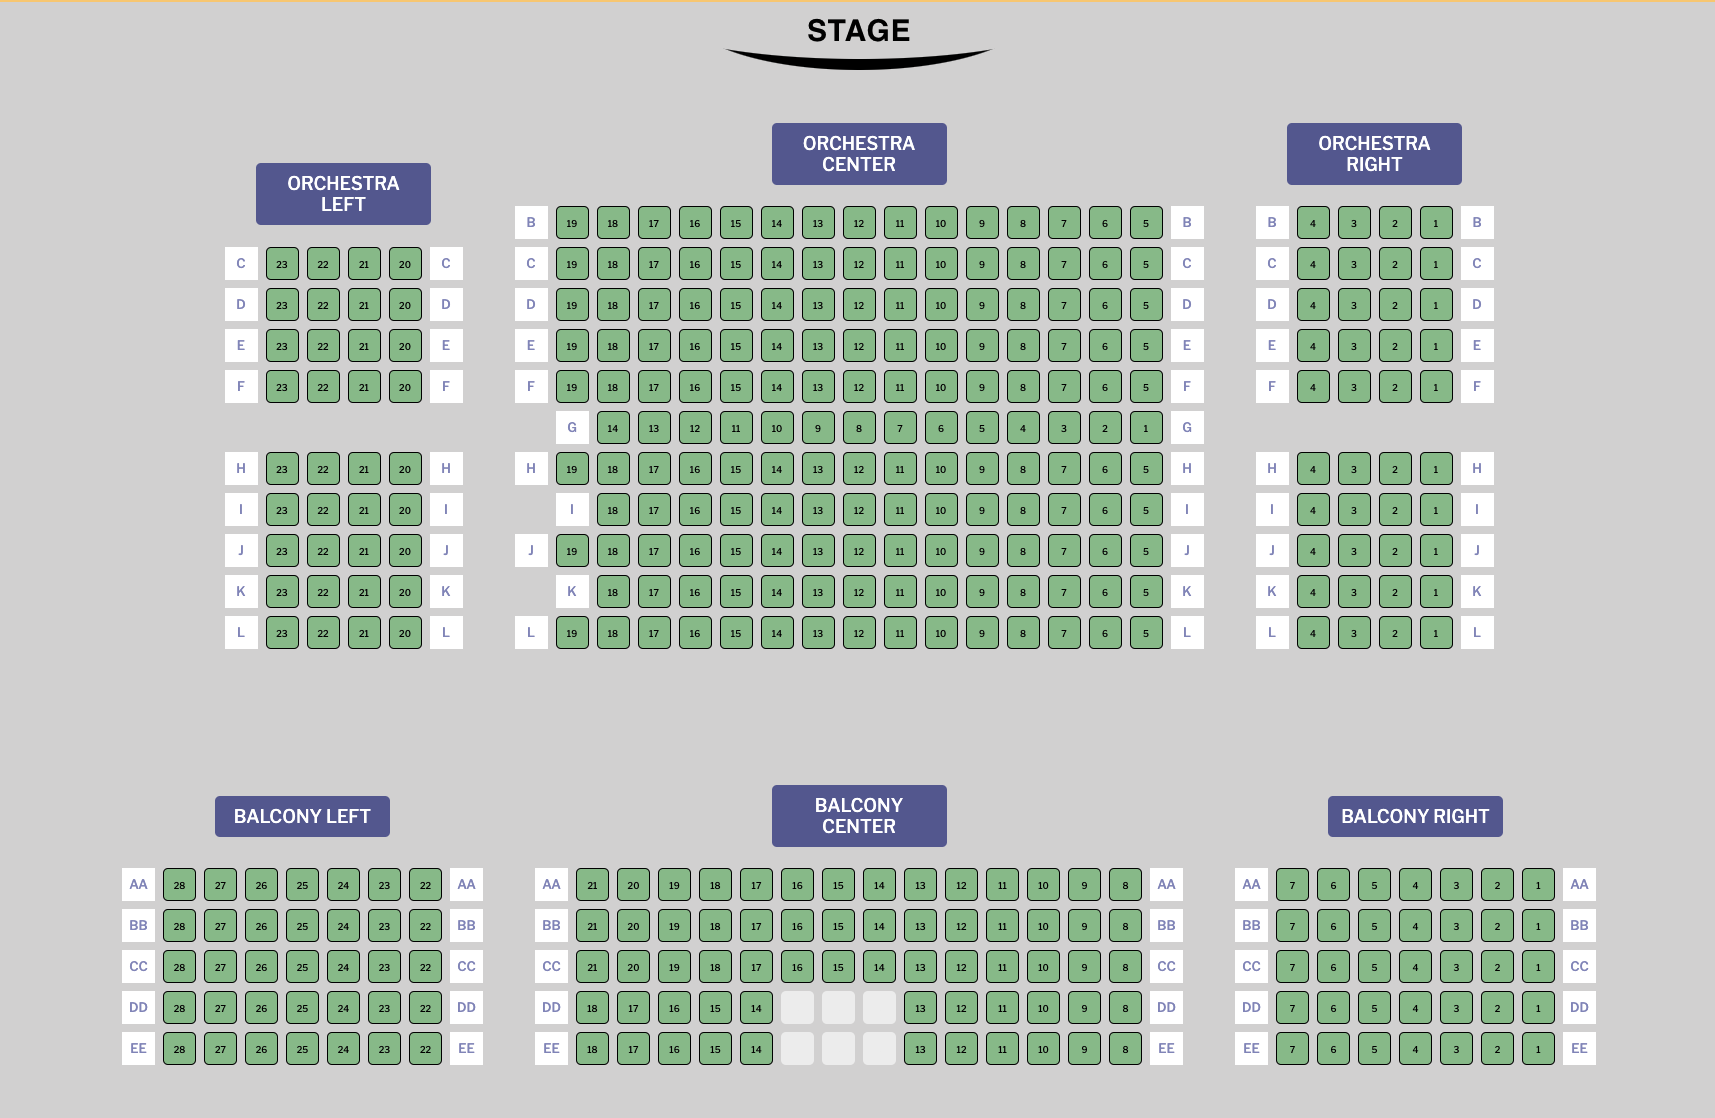 STAGE
ORCHESTRA
CENTER
ORCHESTRA
RIGHT
ORCHESTRA
LEFT
B 19 18 17 16 15 14 13 12 11 10 9 8 7 6 5 B B 4 3 2 1 B
C 23 22 21 20 C C 19 18 17 16 15 14 13 12 11 10 9 8 7 6 5 C C 4 3 2 1 C
D 23 22 21 20 D D 19 18 17 16 15 14 13 12 11 10 9 8 7 6 5 D D 4 3 2 1 D
E 23 22 21 20 E E 19 18 17 16 15 14 13 12 11 10 9 8 7 6 5 E E 4 3 2 1 E
F 23 22 21 20 F F 19 18 17 16 15 14 13 12 11 10 9 8 7 6 5 F F 4 3 2 1 F
G 14 13 12 11 10 9 8 7 6 5 4 3 2 1 G
H 23 22 21 20 H H 19 18 17 16 15 14 13 12 11 10 9 8 7 6 5 H H 4 3 2 1 H
I 23 22 21 20 I I 18 17 16 15 14 13 12 11 10 9 8 7 6 5 I I 4 3 2 1 I
J 23 22 21 20 J J 19 18 17 16 15 14 13 12 11 10 9 8 7 6 5 J J 4 3 2 1 J
K 23 22 21 20 K K 18 17 16 15 14 13 12 11 10 9 8 7 6 5 K K 4 3 2 1 K
L 23 22 21 20 L L 19 18 17 16 15 14 13 12 11 10 9 8 7 6 5 L L 4 3 2 1 L
BALCONY LEFT
BALCONY
CENTER
BALCONY RIGHT
AA 28 27 26 25 24 23 22 AA AA 21 20 19 18 17 16 15 14 13 12 11 10 9 8 AA AA 7 6 5 4 3 2 1 AA
BB 28 27 26 25 24 23 22 BB BB 21 20 19 18 17 16 15 14 13 12 11 10 9 8 BB BB 7 6 5 4 3 2 1 BB
CC 28 27 26 25 24 23 22 CC CC 21 20 19 18 17 16 15 14 13 12 11 10 9 8 CC CC 7 6 5 4 3 2 1 CC
DD 28 27 26 25 24 23 22 DD DD 18 17 16 15 14 13 12 11 10 9 8 DD DD 7 6 5 4 3 2 1 DD
EE 28 27 26 25 24 23 22 EE EE 18 17 16 15 14 13 12 11 10 9 8 EE EE 7 6 5 4 3 2 1 EE